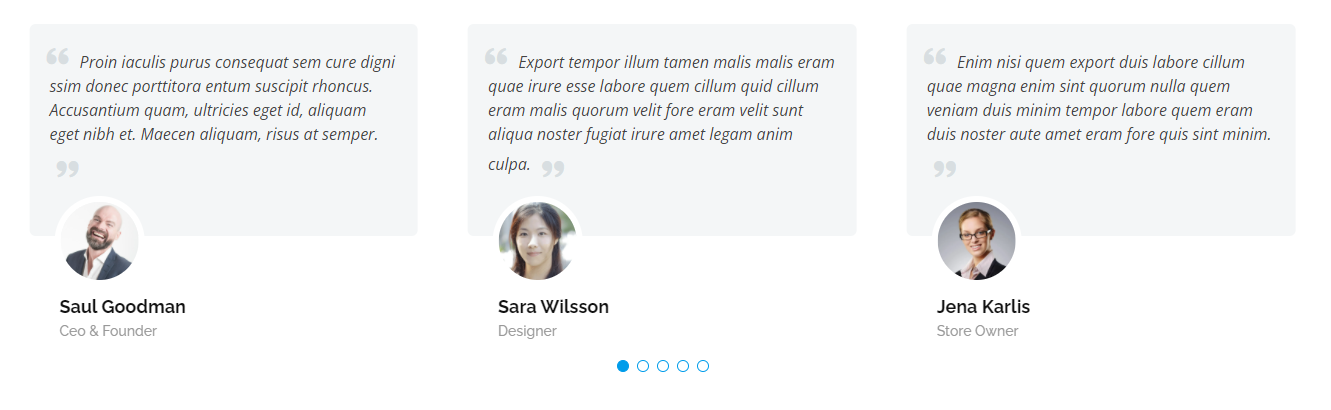 “ Proin iaculis purus consequat sem cure digni
ssim donec porttitora entum suscipit rhoncus.
Accusantium quam, ultricies eget id, aliquam
eget nibh et. Maecen aliquam, risus at semper.
”
Saul Goodman
Ceo & Founder
“ Export tempor illum tamen malis malis eram
quae irure esse labore quem cillum quid cillum
eram malis quorum velit fore eram velit sunt
aliqua noster fugiat irure amet legam anim
culpa. ”
Sara Wilsson
Designer
“ Enim nisi quem export duis labore cillum
quae magna enim sint quorum nulla quem
veniam duis minim tempor labore quem eram
duis noster aute amet eram fore quis sint minim.
”
Jena Karlis
Store Owner